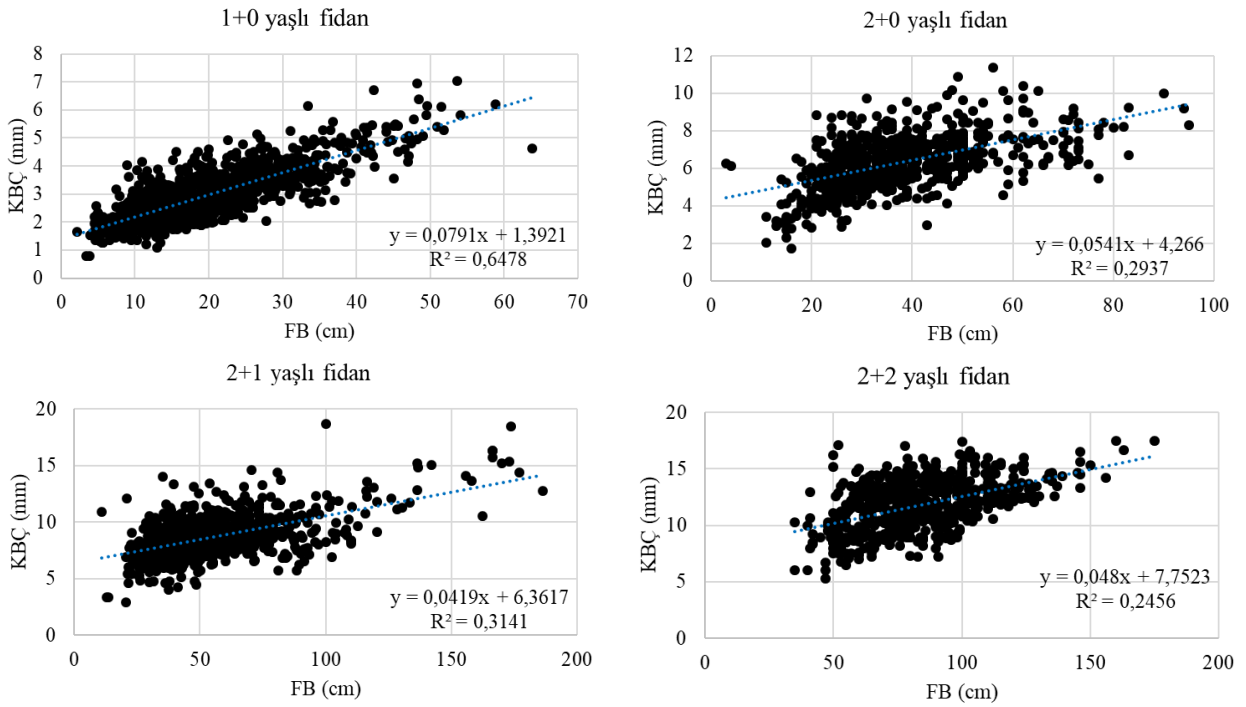 1+0 yaşlı fidan
KBÇ (mm)
8
7
6
5
4
3
2
1
0
y = 0,0791x + 1,3921
R² = 0,6478
0 10 20 30 40 50 60 70
FB (cm)
2+0 yaşlı fidan
KBÇ (mm)
12
10
8
6
4
2
0
y = 0,0541x + 4,266
R² = 0,2937
0 20 40 60 80 100
FB (cm)
2+1 yaşlı fidan
KBÇ (mm)
20
15
10
5
0
y = 0,0419x + 6,3617
R² = 0,3141
0 50 100 150 200
FB (cm)
2+2 yaşlı fidan
KBÇ (mm)
20
15
10
5
0
y = 0,048x + 7,7523
R² = 0,2456
0 50 100 150 200
FB (cm)